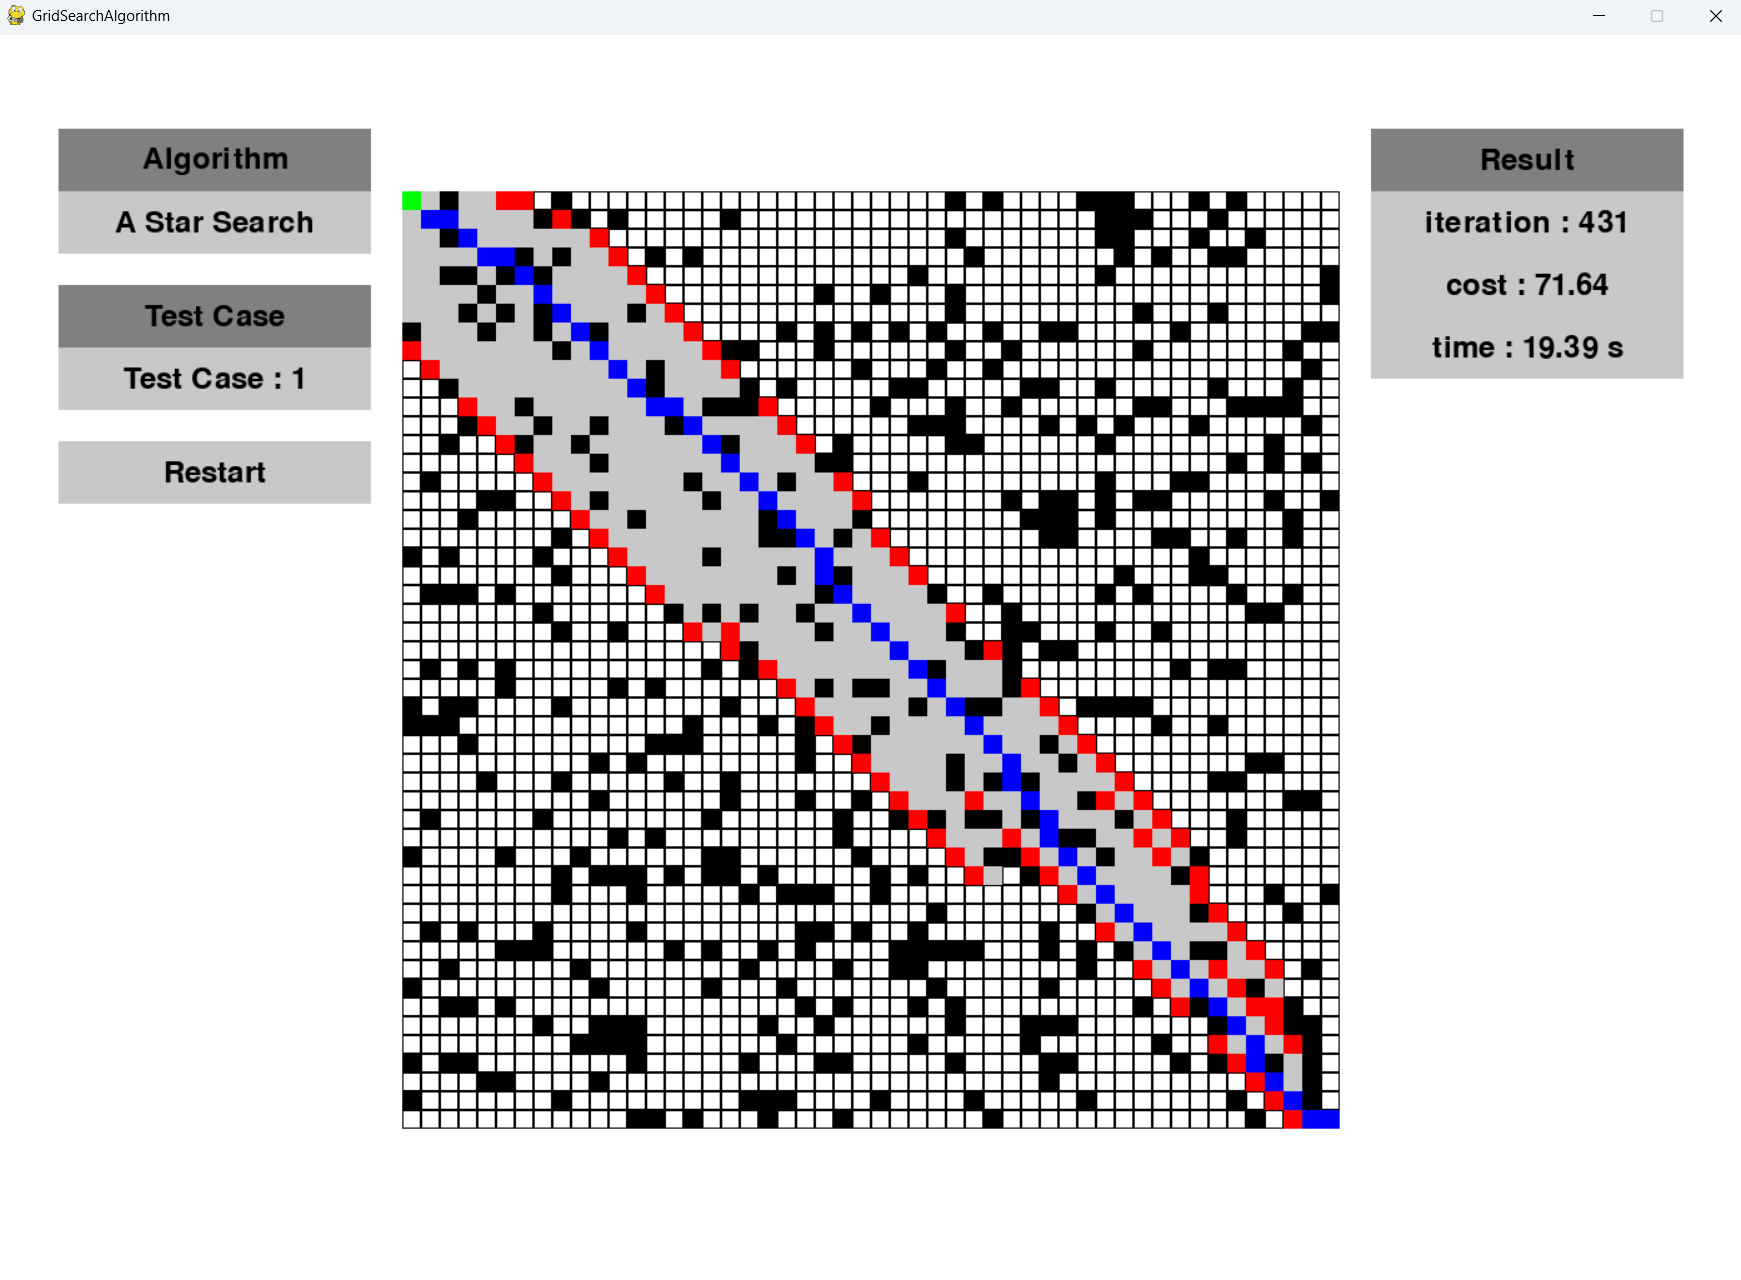 GridSearchAlgorithm
Algorithm
A Star Search
Test Case
Test Case : 1
Restart
Result
iteration : 431
cost : 71.64
time : 19.39 s